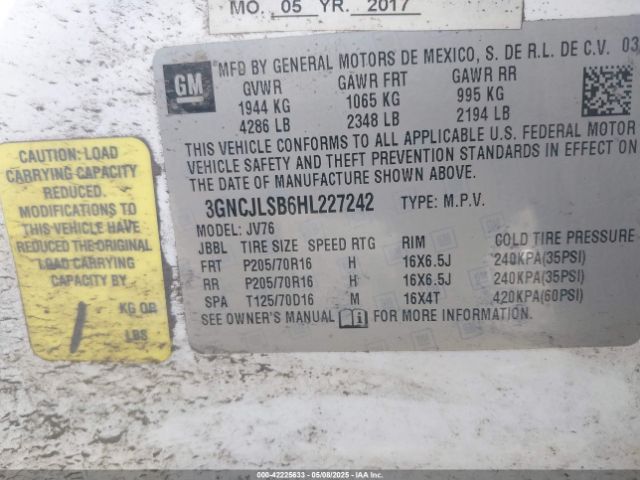 MO. 05 YR. 2017
GM
MFD BY GENERAL MOTORS DE MEXICO, S. DE R.L. DE C.V. 03
GVWR GAWR FRT GAWR RR
1944 KG 1065 KG 995 KG
4286 LB 2348 LB 2194 LB
THIS VEHICLE CONFORMS TO ALL APPLICABLE U.S. FEDERAL MOTOR
VEHICLE SAFETY AND THEFT PREVENTION STANDARDS IN EFFECT ON
THE DATE OF MANUFACTURE SHOWN ABOVE.
3GNCJLSB6HL227242 TYPE: M.P.V.
MODEL: JV76
JBBL TIRE SIZE SPEED RTG RIM COLD TIRE PRESSURE
FRT P205/70R16 H 16X6.5J 240KPA(35PSI)
RR P205/70R16 H 16X6.5J 240KPA(35PSI)
SPA T125/70D16 M 16X4T 420KPA(60PSI)
SEE OWNER'S MANUAL FOR MORE INFORMATION.
CAUTION: LOAD
CARRYING CAPACITY
REDUCED.
MODIFICATIONS TO
THIS VEHICLE HAVE
REDUCED THE ORIGINAL
LOAD CARRYING
CAPACITY BY
KG OR
1
LBS
000-42225633 - 05/08/2025 - IAAI.COM